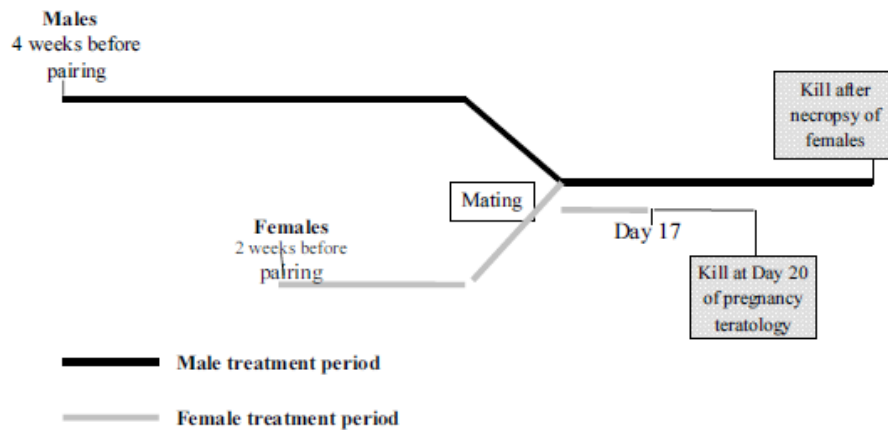 Males
4 weeks before
pairing
Kill after
necropsy of
females
Mating
Females
2 weeks before
pairing
Day 17
Kill at Day 20
of pregnancy
teratology
Male treatment period
Female treatment period